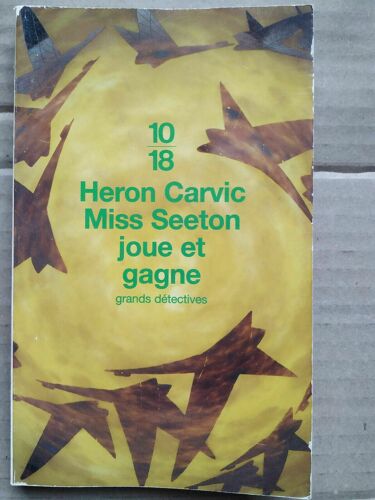 10
18
Heron Carvic
Miss Seeton
joue et
gagne
grands détectives